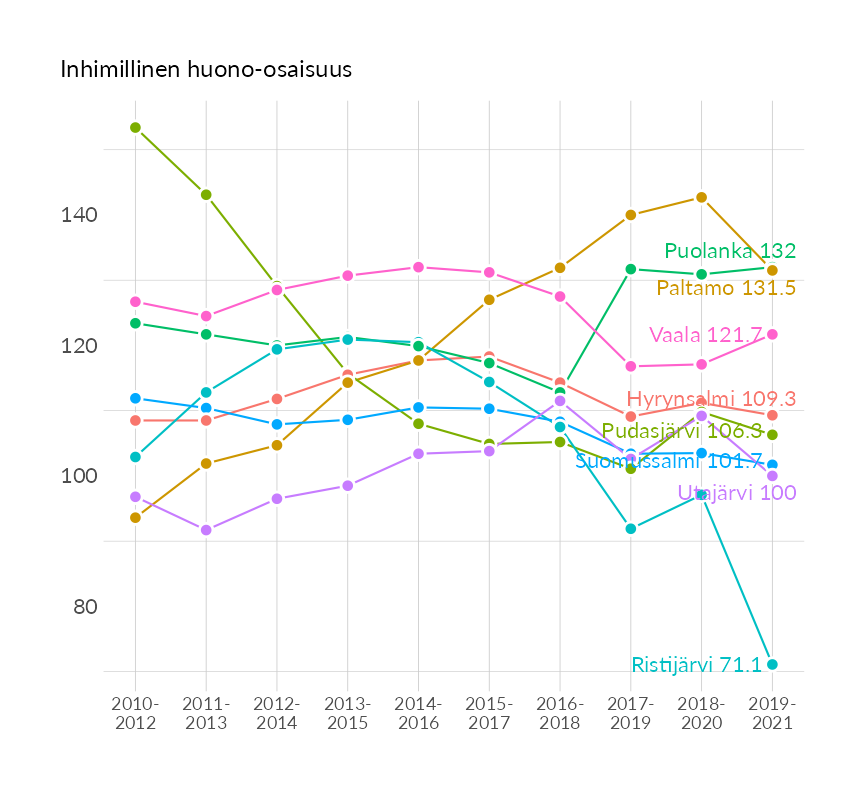 Inhimillinen huono-osaisuus
140
120
100
80
Puolanka 132
Paltamo 131.5
Vaala 121.7
Hyrynsalmi 109.3
Pudasjärvi 106.3
Suomussalmi 101.7
Utajärvi 100
Ristijärvi 71.1
2010- 2011- 2012- 2013- 2014- 2015- 2016- 2017- 2018- 2019-
2012 2013 2014 2015 2016 2017 2018 2019 2020 2021